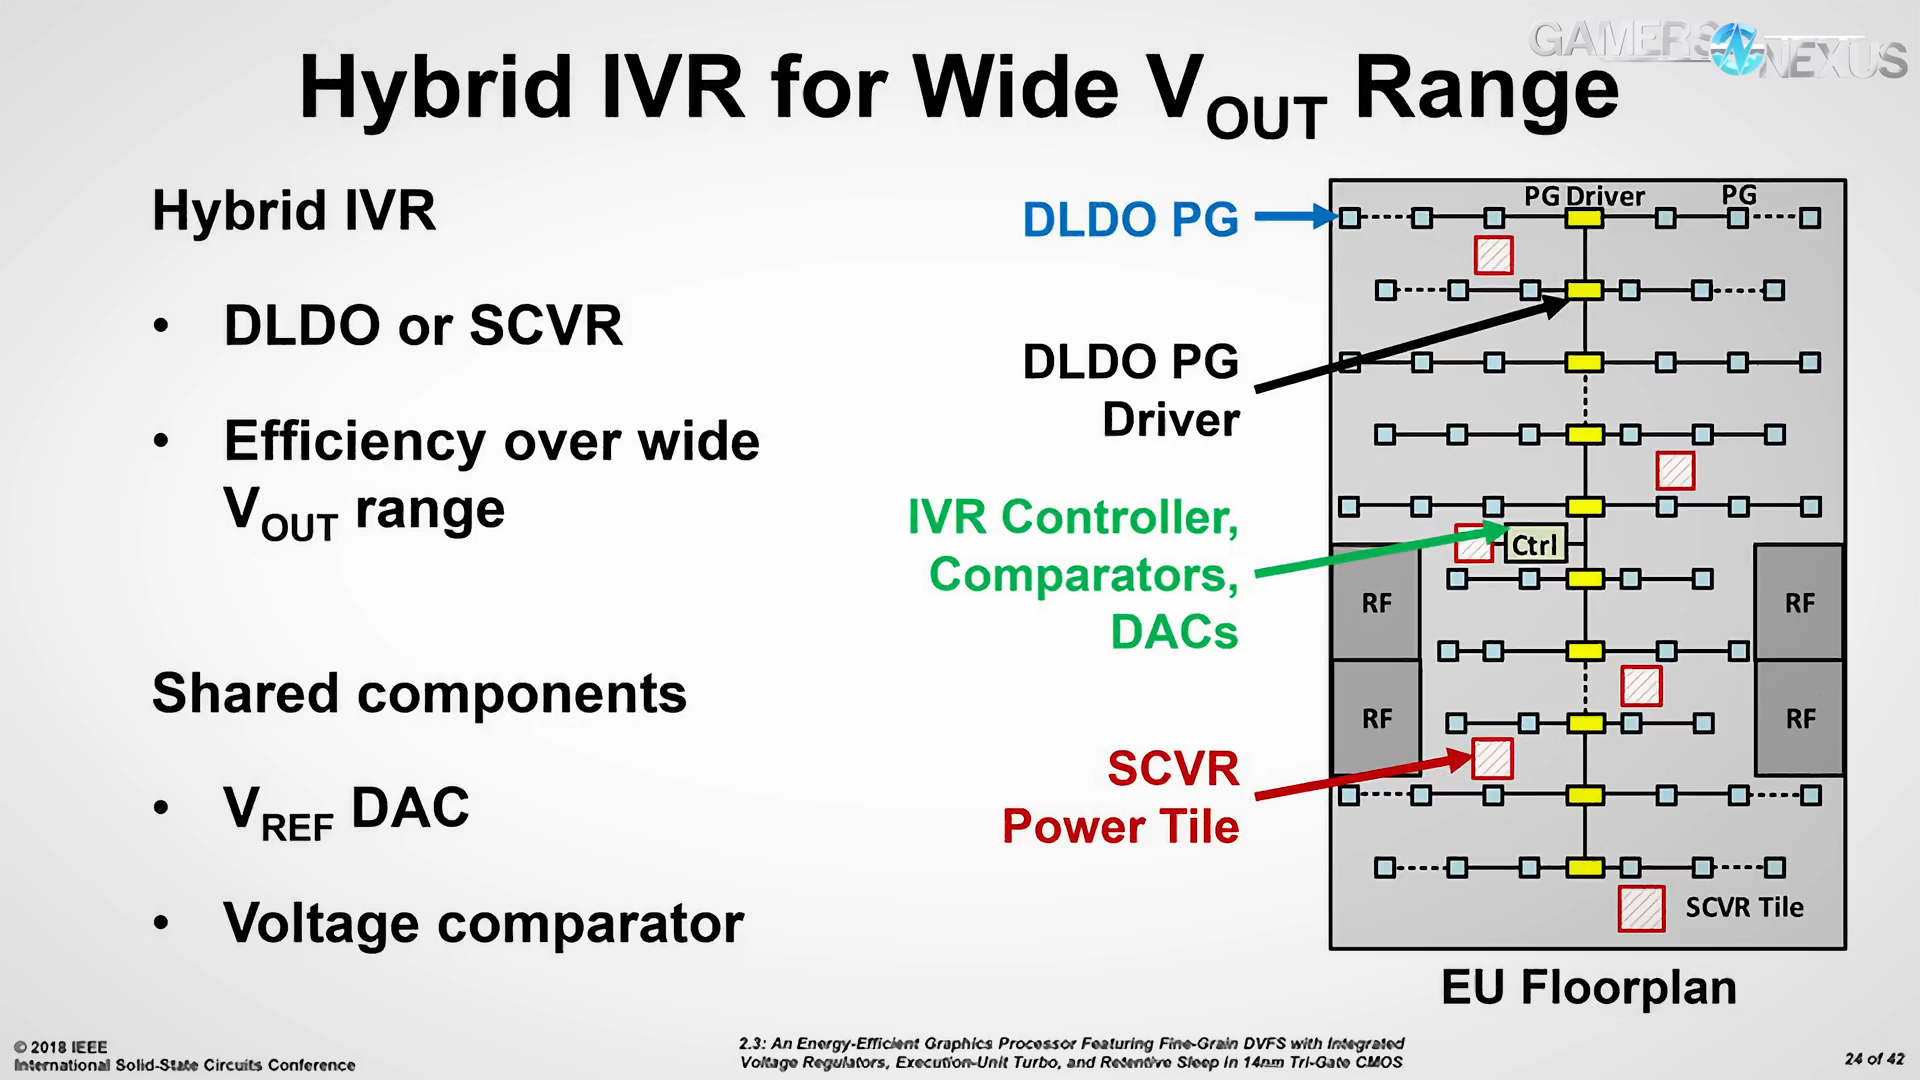 GAMERS NEXUS
Hybrid IVR for Wide VOUT Range
Hybrid IVR
• DLDO or SCVR
• Efficiency over wide
VOUT range
Shared components
• VREF DAC
• Voltage comparator
DLDO PG
DLDO PG
Driver
IVR Controller,
Comparators,
DACs
SCVR
Power Tile
PG Driver
PG
Ctrl
RF
RF
RF
RF
SCVR Tile
EU Floorplan
© 2018 IEEE
International Solid-State Circuits Conference
2.3: An Energy-Efficient Graphics Processor Featuring Fine-Grain DVFS with Integrated
Voltage Regulators, Execution-Unit Turbo, and Retentive Sleep in 14nm Tri-Gate CMOS
24 of 42